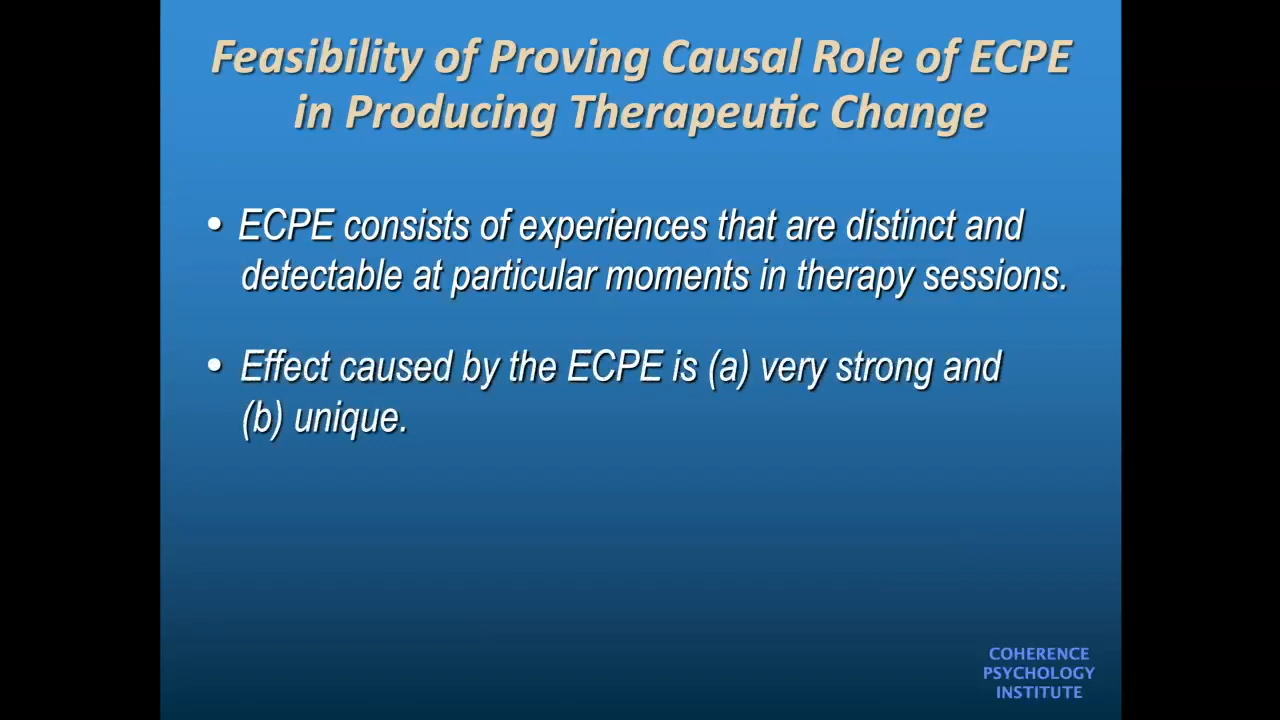 Feasibility of Proving Causal Role of ECPE
in Producing Therapeutic Change
• ECPE consists of experiences that are distinct and
detectable at particular moments in therapy sessions.
• Effect caused by the ECPE is (a) very strong and
(b) unique.
COHERENCE
PSYCHOLOGY
INSTITUTE